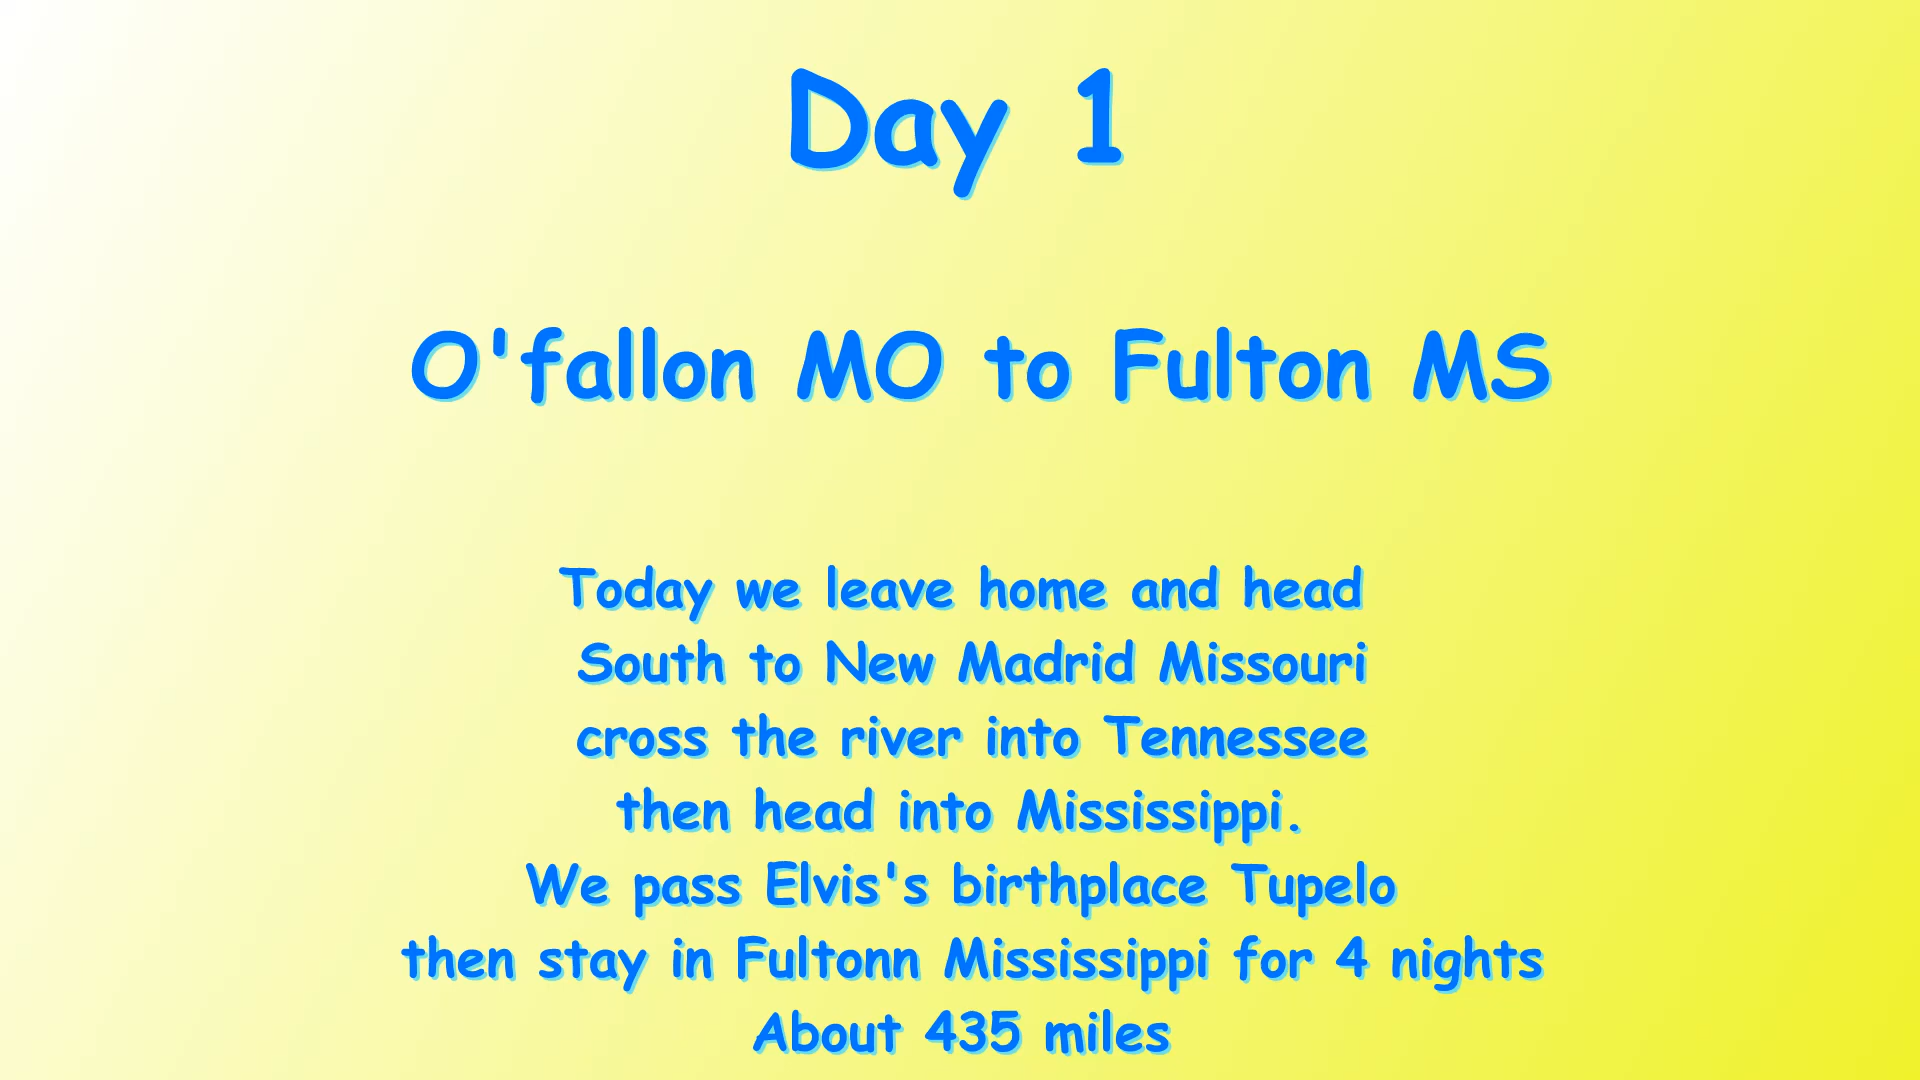 Day 1
O'fallon MO to Fulton MS
Today we leave home and head
South to New Madrid Missouri
cross the river into Tennessee
then head into Mississippi.
We pass Elvis's birthplace Tupelo
then stay in Fultonn Mississippi for 4 nights
About 435 miles